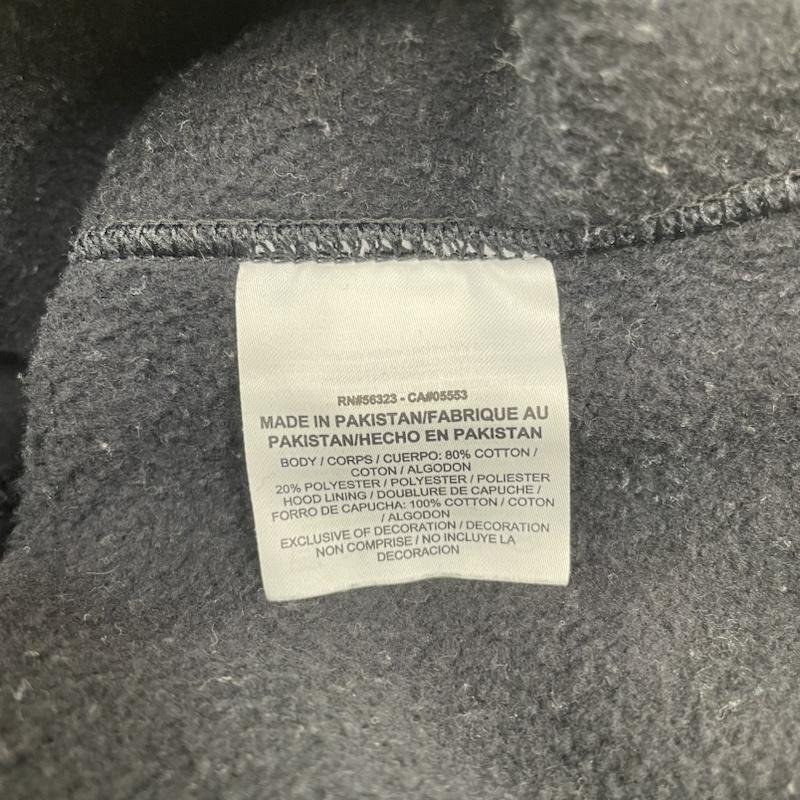 RN#56323 - CA#05553
MADE IN PAKISTAN/FABRIQUE AU
PAKISTAN/HECHO EN PAKISTAN
BODY / CORPS / CUERPO: 80% COTTON /
COTON / ALGODON
20% POLYESTER / POLYESTER / POLIESTER
HOOD LINING / DOUBLURE DE CAPUCHE /
FORRO DE CAPUCHA: 100% COTTON / COTON
/ ALGODON
EXCLUSIVE OF DECORATION / DECORATION
NON COMPRISE / NO INCLUYE LA
DECORACION